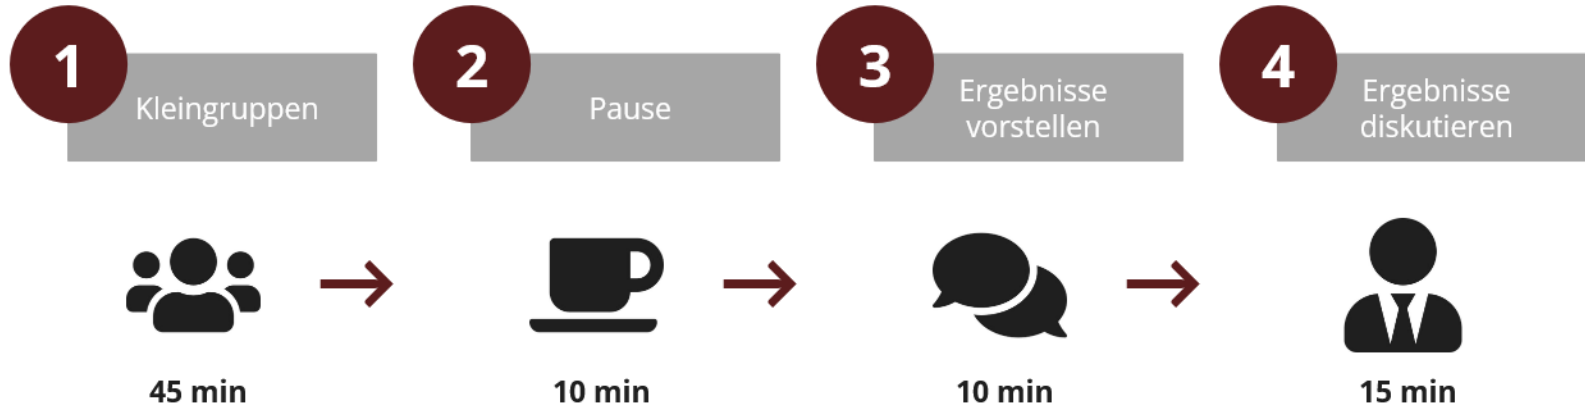 1
Kleingruppen
2
Pause
3
Ergebnisse
vorstellen
4
Ergebnisse
diskutieren
45 min
10 min
10 min
15 min